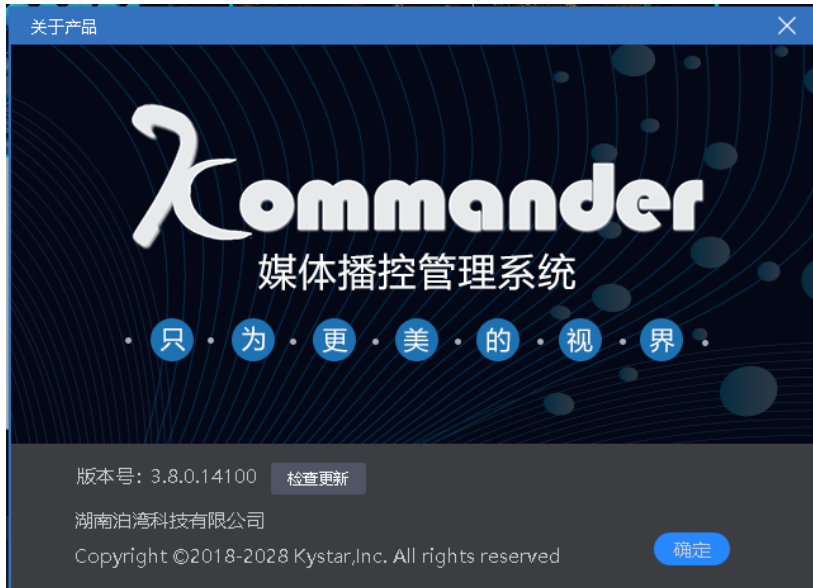 关于产品
Kommander
媒体播控管理系统
·只·为·更·美·的·视·界·
版本号: 3.8.0.14100 检查更新
湖南泊湾科技有限公司
Copyright ©2018-2028 Kystar,Inc. All rights reserved
确定